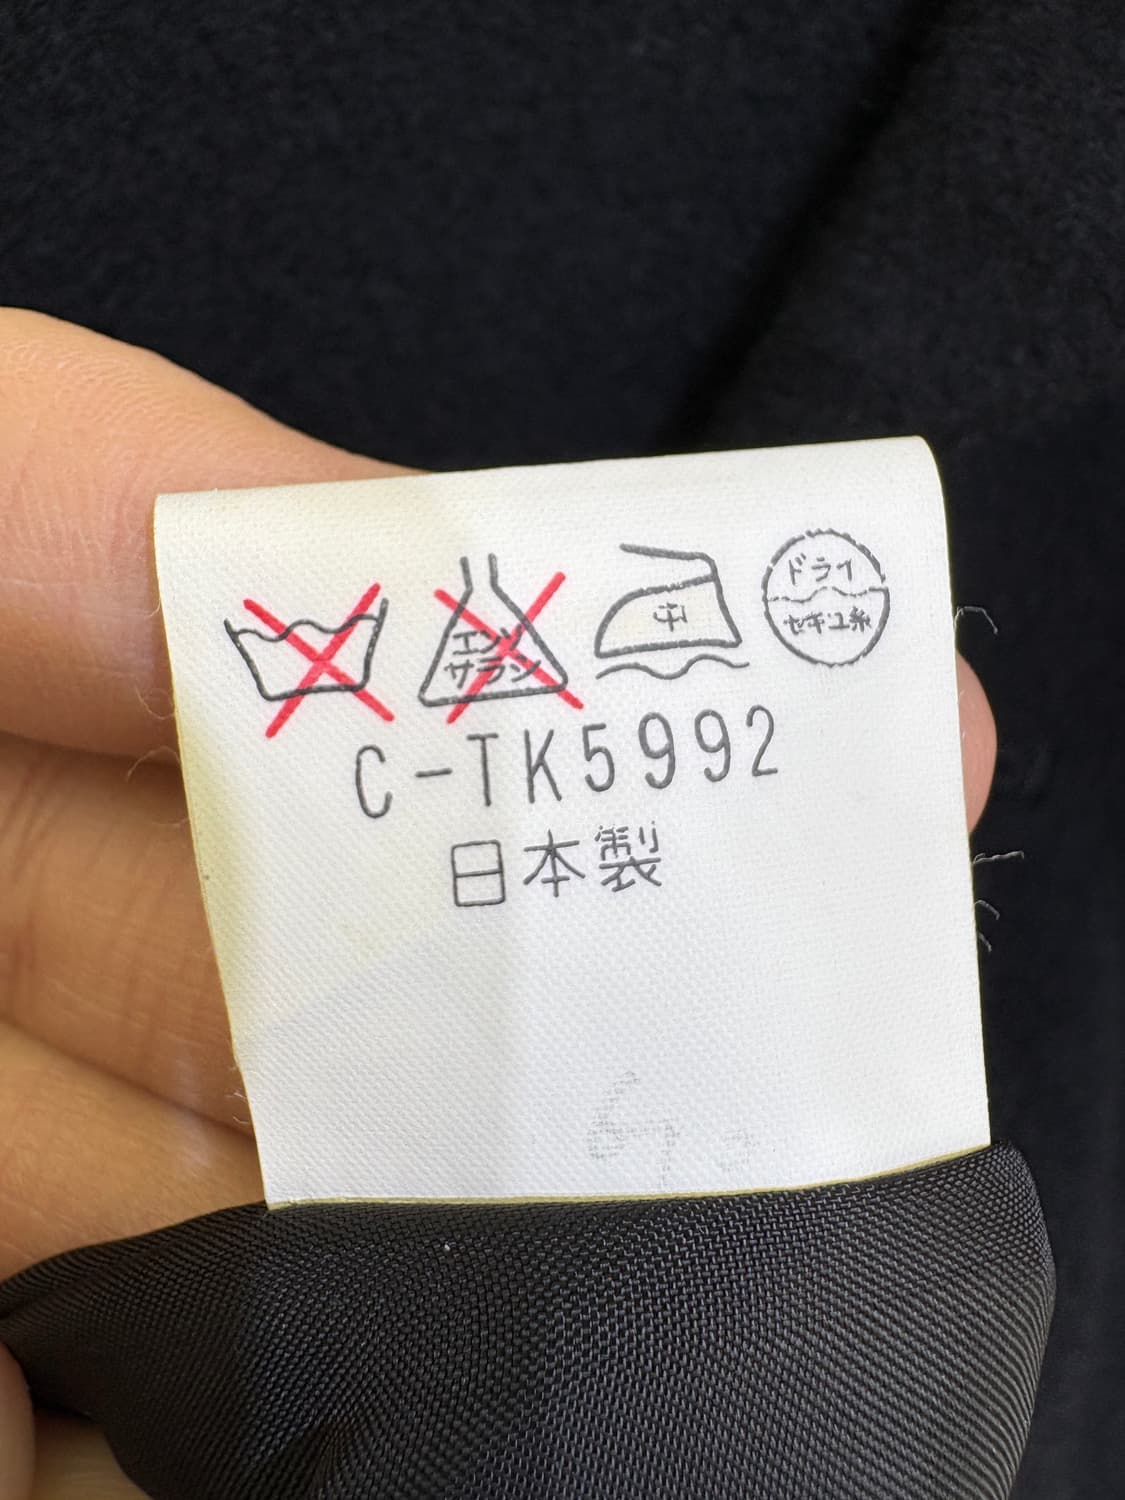 エンソ
サラシ
中
ドライ
セキユ系
C-TK5992
日本製